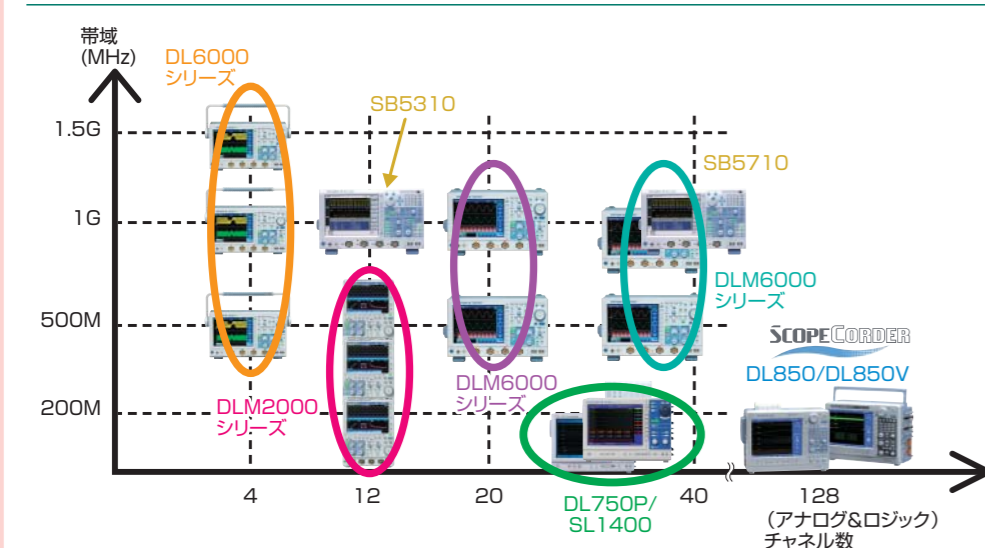 帯域
(MHz)
DL6000
シリーズ
SB5310
1.5G
SB5710
1G
DLM6000
シリーズ
500M
SCOPECORDER
DL850/DL850V
DLM6000
シリーズ
200M
DLM2000
シリーズ
4
12
20
DL750P/
SL1400
40
128
(アナログ&ロジック)
チャネル数